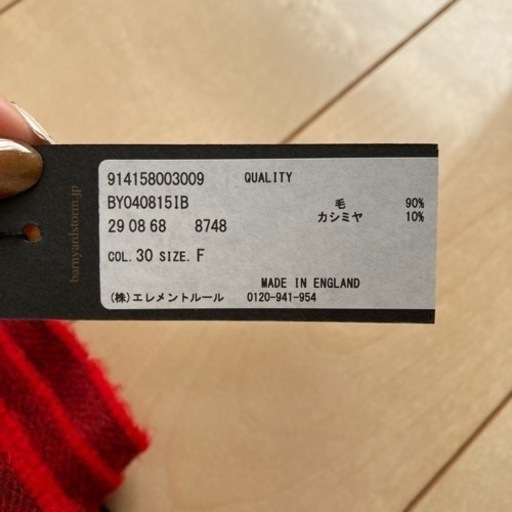 barnyardstorm.jp
914158003009 QUALITY
BY040815IB
毛 90%
29 08 68 8748 カシミヤ 10%
COL. 30 SIZE. F
MADE IN ENGLAND
(株)エレメントルール 0120-941-954